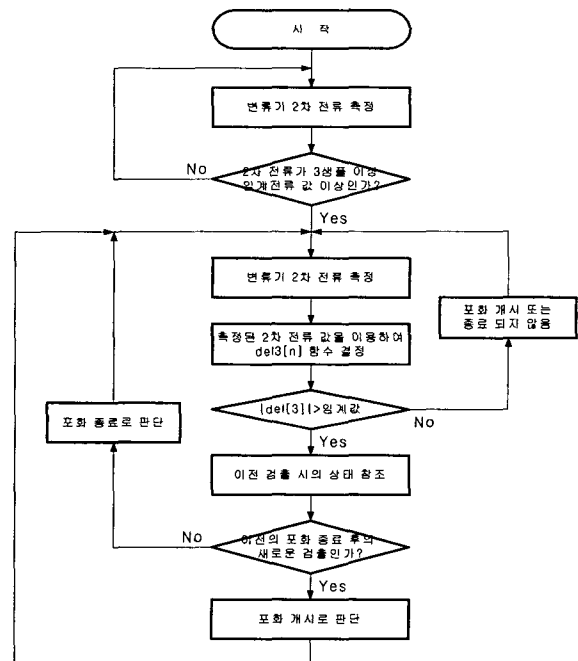 시 작
변류기 2차 전류 측정
No
2차 전류가 3샘플 이상
임계전류 값 이상인가?
Yes
변류기 2차 전류 측정
포화 개시 또는
종료 되지 않음
측정된 2차 전류 값을 이용하여
del3[n] 함수 결정
|del[3]|>임계값
No
포화 종료로 판단
Yes
이전 검출 시의 상태 참조
No
이전의 포화 종료 후의
새로운 검출인가?
Yes
포화 개시로 판단